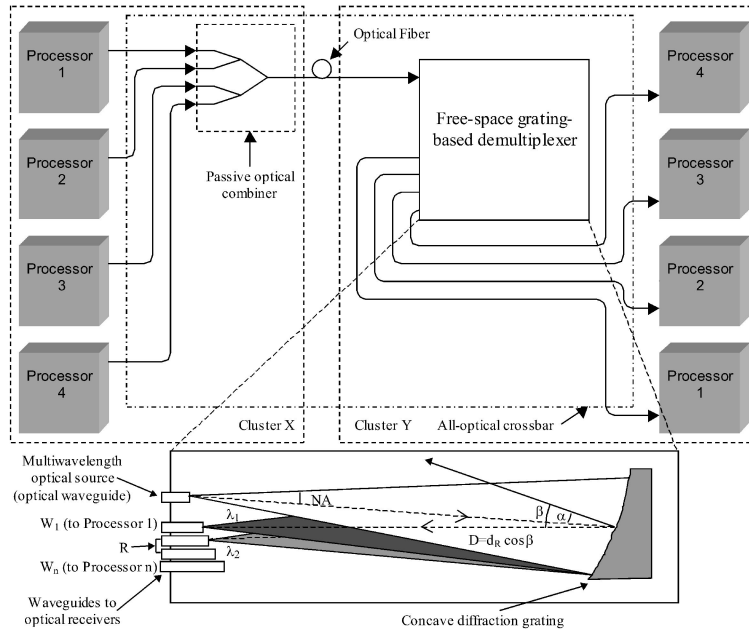 Processor
1
Processor
2
Processor
3
Processor
4
Optical Fiber
Passive optical
combiner
Free-space grating-
based demultiplexer
Processor
4
Processor
3
Processor
2
Processor
1
Cluster X
Cluster Y
All-optical crossbar
Multiwavelength
optical source
(optical waveguide)
W1 (to Processor 1)
R
Wn (to Processor n)
Waveguides to
optical receivers
NA
λ1
λ2
β
α
D=dR cosβ
Concave diffraction grating